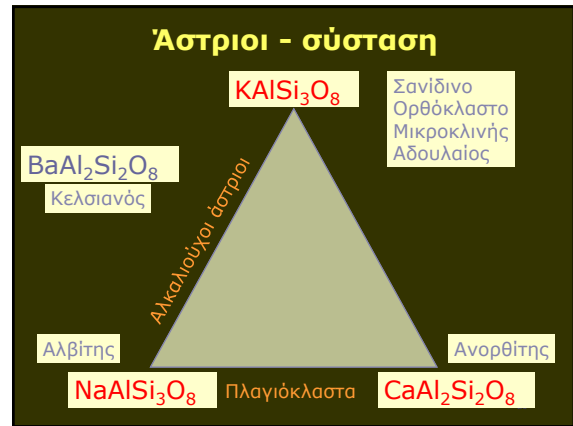 Άστριοι - σύσταση
KAlSi₃O₈
Σανίδινο
Ορθόκλαστο
Μικροκλινής
Αδουλαίος
BaAl₂Si₂O₈
Κελσιανός
Αλκαλιούχοι άστριοι
Αλβίτης
Ανορθίτης
NaAlSi₃O₈
Πλαγιόκλαστα
CaAl₂Si₂O₈